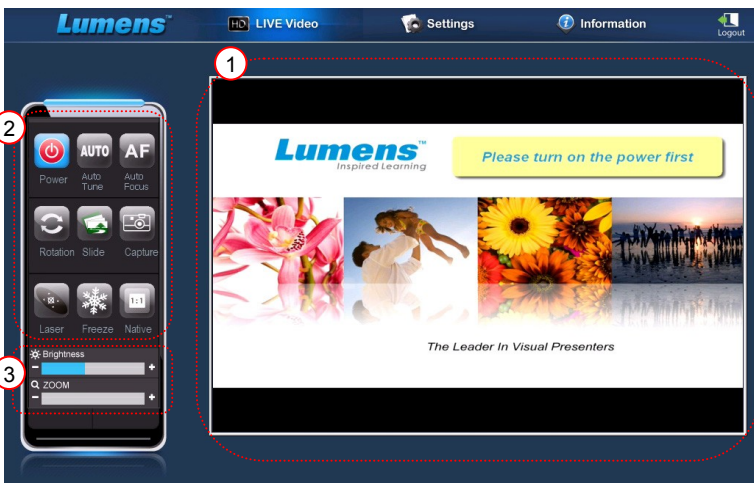 Lumens™
HD LIVE Video
Settings
Information
Logout
1
2
Power
AUTO
Auto Tune
AF
Auto Focus
Rotation
Slide
Capture
Laser
Freeze
1:1
Native
3
Brightness
- +
ZOOM
- +
Lumens™
Inspired Learning
Please turn on the power first
The Leader In Visual Presenters